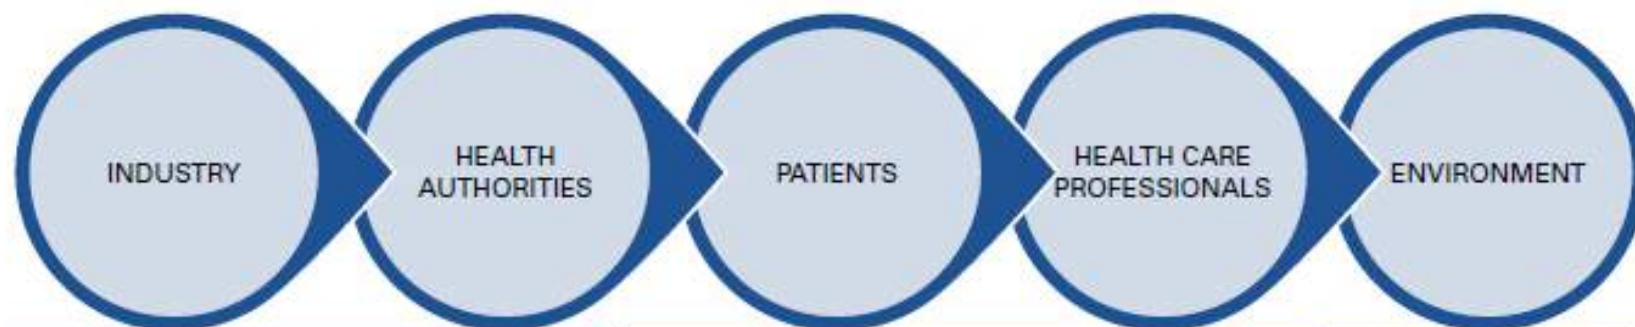 INDUSTRY
HEALTH
AUTHORITIES
PATIENTS
HEALTH CARE
PROFESSIONALS
ENVIRONMENT